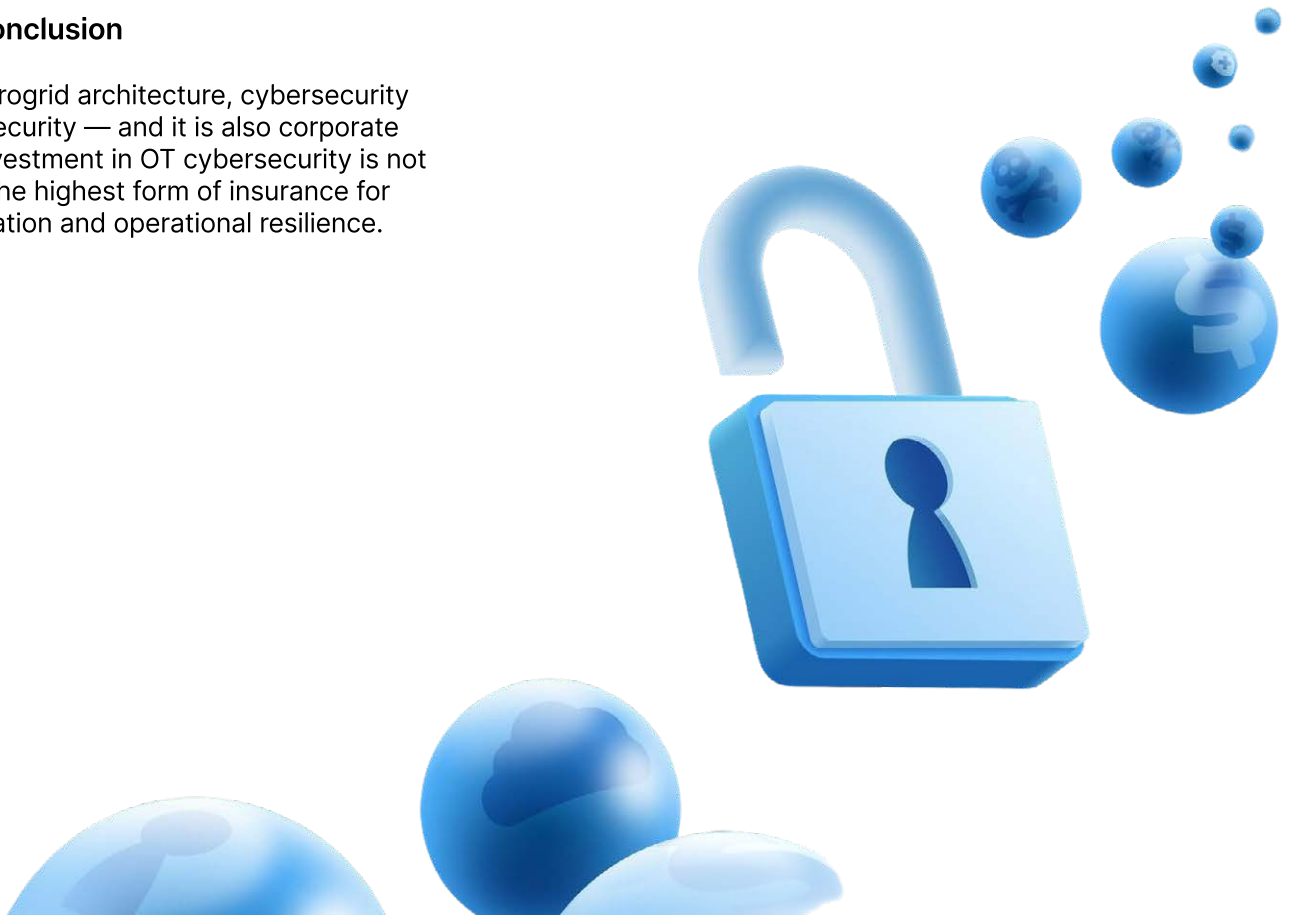 onclusion
rogrid architecture, cybersecurity
ecurity — and it is also corporate
vestment in OT cybersecurity is not
he highest form of insurance for
ation and operational resilience.
$
$